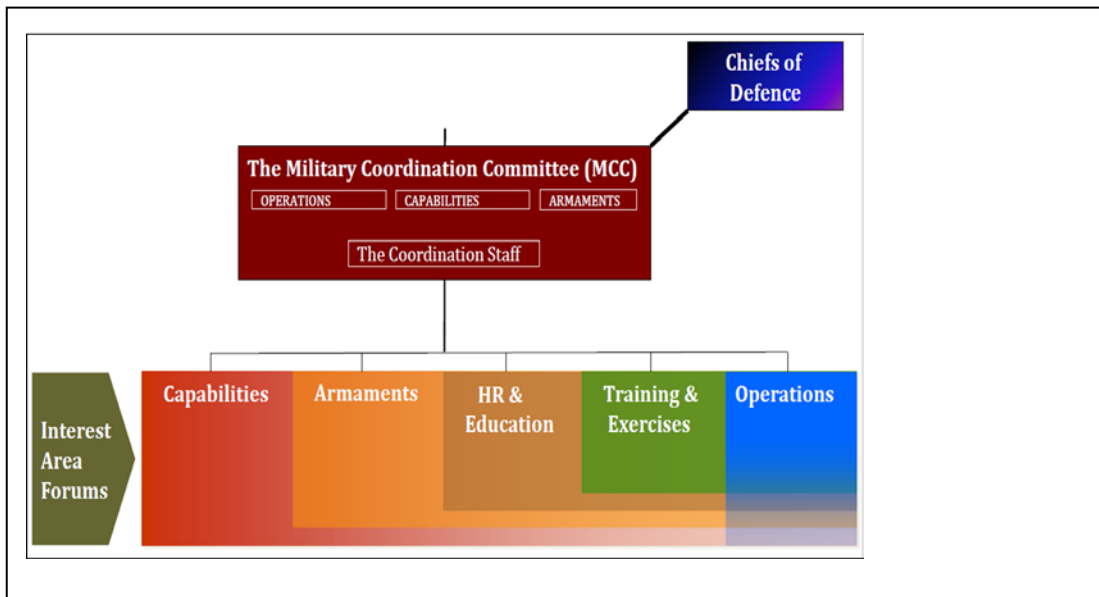 Chiefs of
Defence
The Military Coordination Committee (MCC)
OPERATIONS
CAPABILITIES
ARMAMENTS
The Coordination Staff
Interest
Area
Forums
Capabilities
Armaments
HR &
Education
Training &
Exercises
Operations